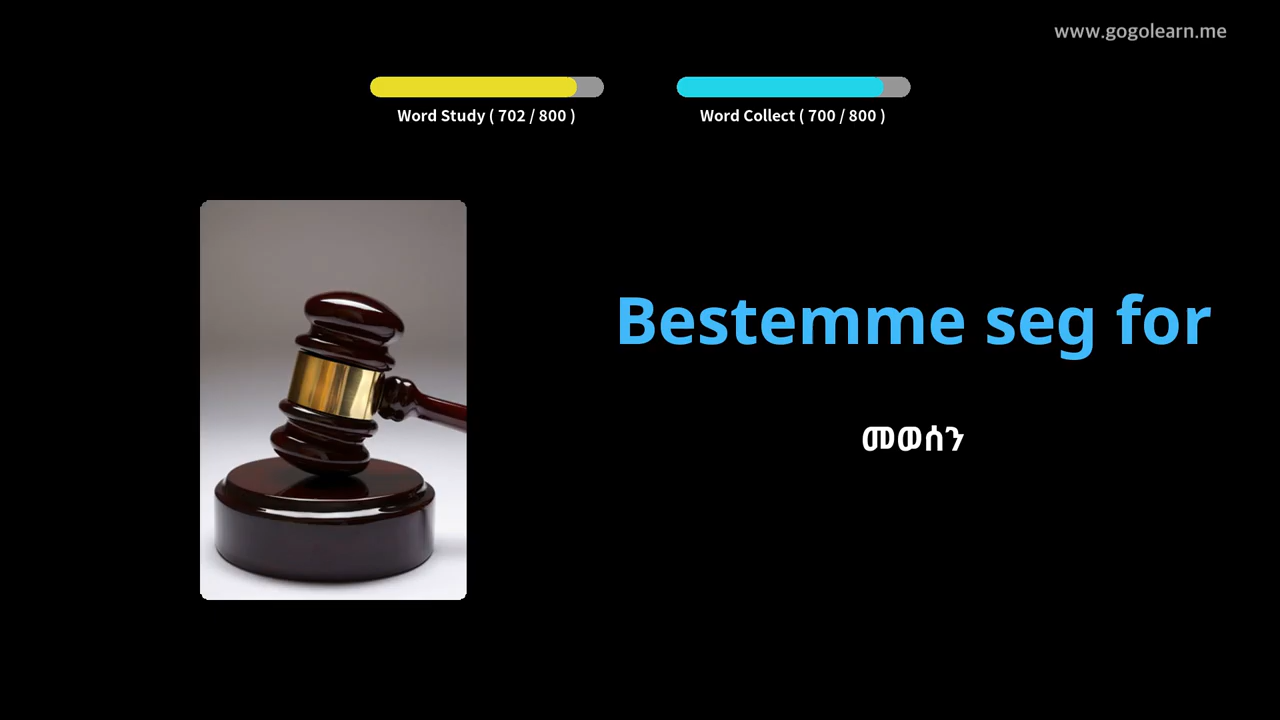 www.gogolearn.me
Word Study ( 702 / 800 )
Word Collect ( 700 / 800 )
Bestemme seg for
መወሰን